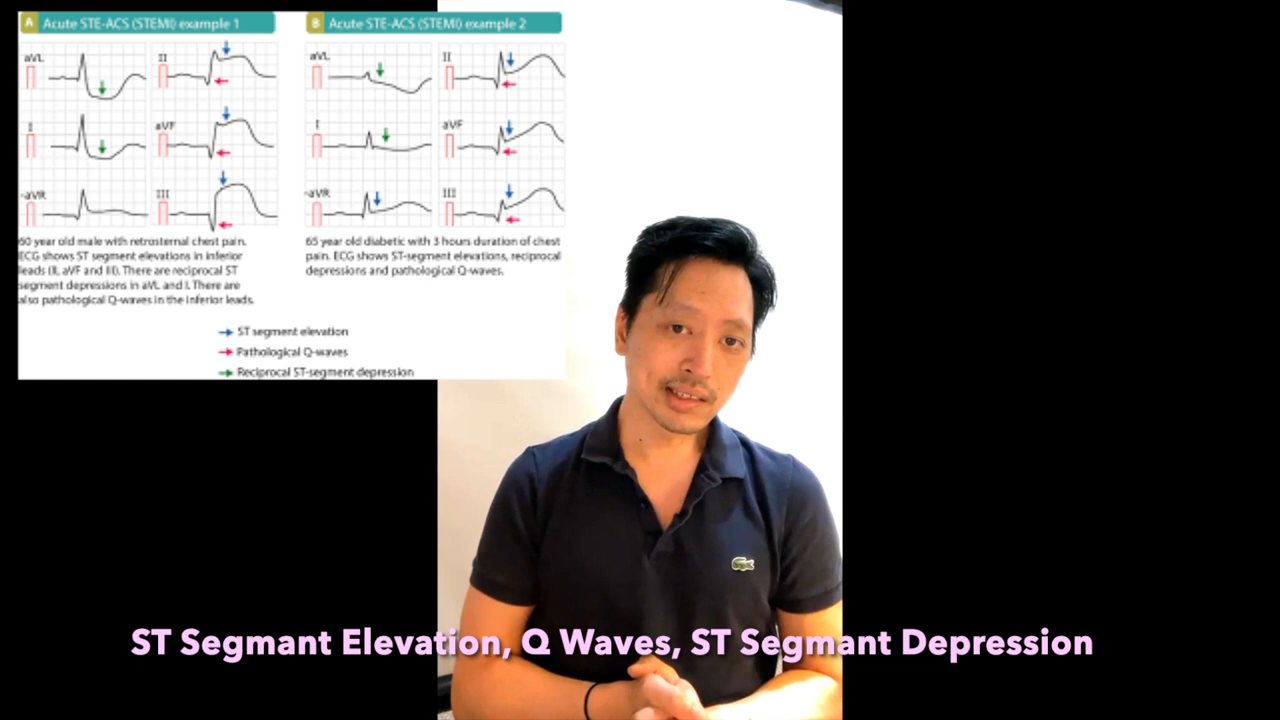 A Acute STE-ACS (STEMI) example 1
aVL
II
I
aVF
-aVR
III
60 year old male with retrosternal chest pain.
ECG shows ST segment elevations in inferior
leads (II, aVF and III). There are reciprocal ST
segment depressions in aVL and I. There are
also pathological Q-waves in the inferior leads.
B Acute STE-ACS (STEMI) example 2
aVL
II
I
aVF
-aVR
III
65 year old diabetic with 3 hours duration of chest
pain. ECG shows ST-segment elevations, reciprocal
depressions and pathological Q-waves.
ST segment elevation
Pathological Q-waves
Reciprocal ST-segment depression
ST Segmant Elevation, Q Waves, ST Segmant Depression